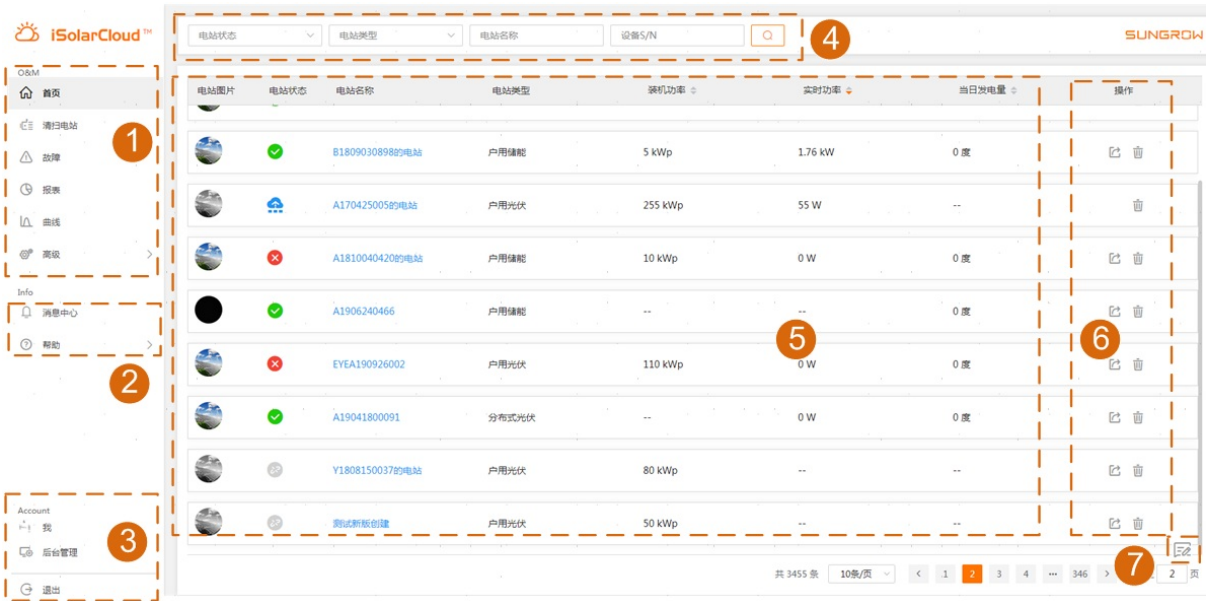 iSolarCloud™
电站状态 电站类型 电站名称 设备S/N
4
SUNGROW
O&M
首页
清扫电站
1
故障
报表
曲线
高级
Info
消息中心
帮助
2
Account
我
后台管理
3
退出
电站图片 电站状态 电站名称 电站类型 装机功率 实时功率 当日发电量 操作
B1809030898的电站 户用储能 5 kWp 1.76 kW 0 度
A170425005的电站 户用光伏 255 kWp 55 W --
A1810040420的电站 户用储能 10 kWp 0 W 0 度
A1906240466 户用储能 -- -- 0 度
5
6
EYEA190926002 户用光伏 110 kWp 0 W 0 度
A19041800091 分布式光伏 -- 0 W 0 度
Y1808150037的电站 户用光伏 80 kWp -- --
测试新版创建 户用光伏 50 kWp -- --
7
共 3455 条 10条/页 < 1 2 3 4 ••• 346 > 2 页